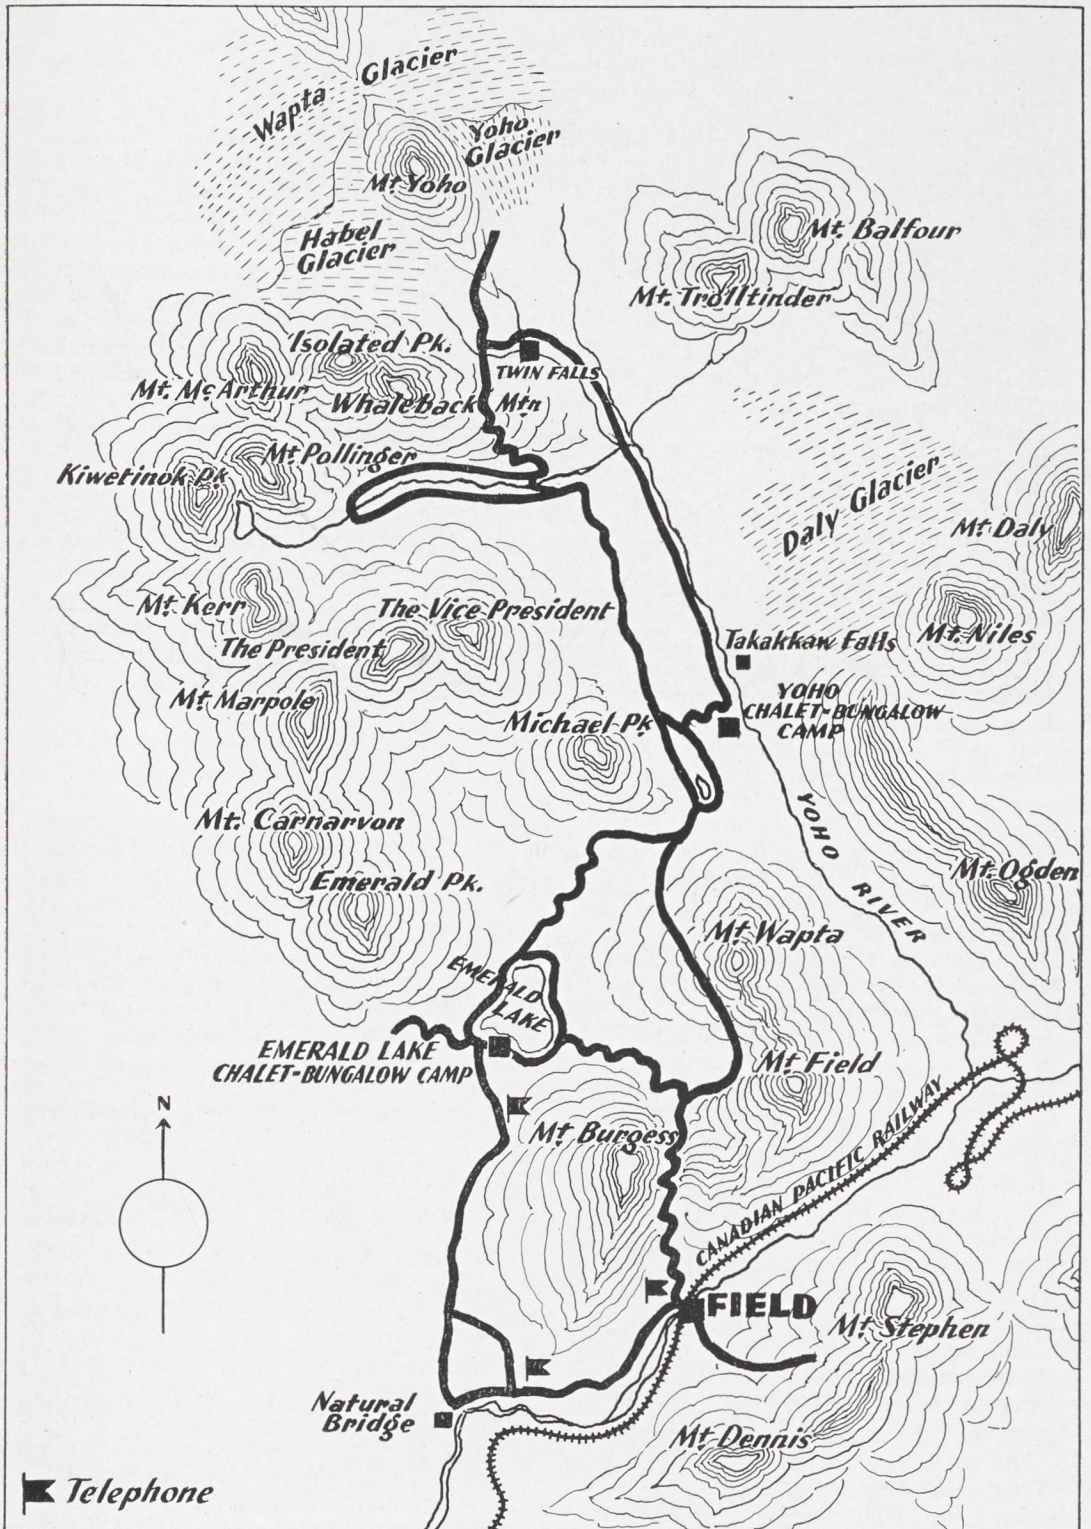 Wapta Glacier
Yoho
Glacier
Mt. Yoho
Habel
Glacier
Mt. Balfour
Mt. Trolltinder
Isolated Pk.
TWIN FALLS
Mt. McArthur
Whaleback Mtn
Mt Pollinger
Kiwetinok Pk
Daly Glacier
Mt. Daly
Mt. Kerr
The Vice President
Mt. Niles
The President
Takakkaw Falls
Mt Marpole
YOHO
CHALET-BUNGALOW
CAMP
Michael Pk
Mt. Carnarvon
YOHO RIVER
Emerald Pk.
Mt. Ogden
Mt. Wapta
EMERALD
LAKE
EMERALD LAKE
CHALET-BUNGALOW CAMP
Mt. Field
N
Mt. Burgess
CANADIAN PACIFIC RAILWAY
FIELD
Mt. Stephen
Natural
Bridge
Mt. Dennis
Telephone